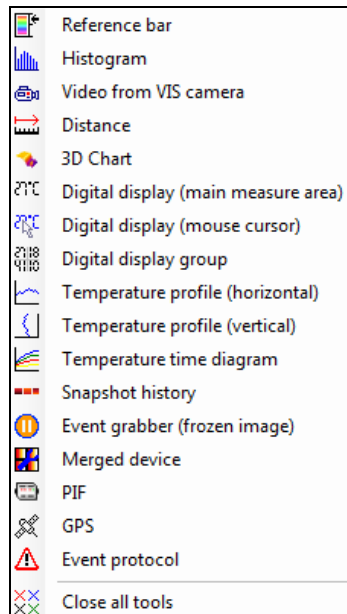 Reference bar
Histogram
Video from VIS camera
Distance
3D Chart
Digital display (main measure area)
Digital display (mouse cursor)
Digital display group
Temperature profile (horizontal)
Temperature profile (vertical)
Temperature time diagram
Snapshot history
Event grabber (frozen image)
Merged device
PIF
GPS
Event protocol
Close all tools